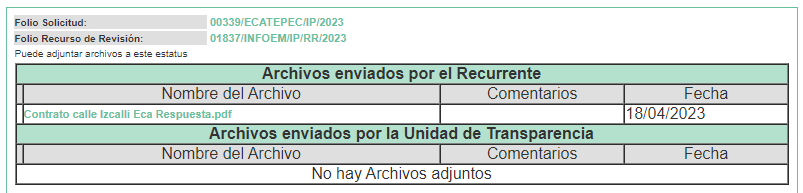 Folio Solicitud: 00339/ECATEPEC/IP/2023
Folio Recurso de Revisión: 01837/INFOEM/IP/RR/2023
Puede adjuntar archivos a este estatus
Archivos enviados por el Recurrente
Nombre del Archivo Comentarios Fecha
Contrato calle Izcalli Eca Respuesta.pdf 18/04/2023
Archivos enviados por la Unidad de Transparencia
Nombre del Archivo Comentarios Fecha
No hay Archivos adjuntos